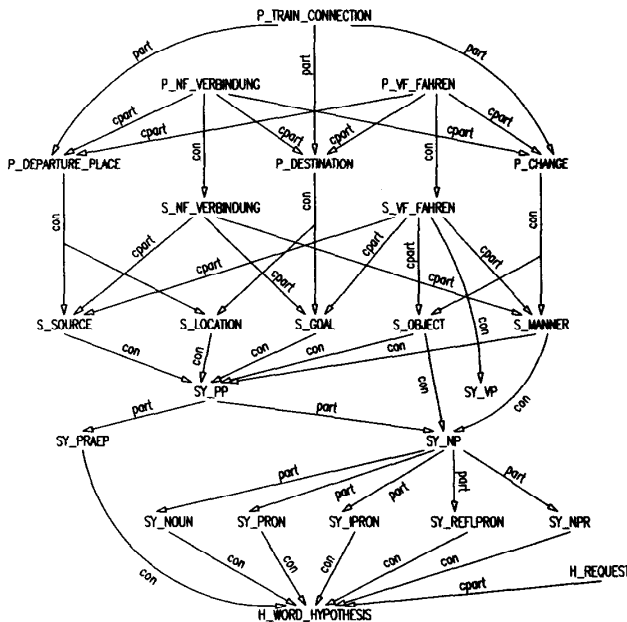 P_TRAIN_CONNECTION
part
part
part
P_NF_VERBINDUNG
P_VF_FAHREN
cpart
cpart
cpart
cpart
cpart
cpart
con
con
P_DEPARTURE_PLACE
P_DESTINATION
P_CHANGE
S_NF_VERBINDUNG
S_VF_FAHREN
con
con
con
cpart
cpart
cpart
cpart
cpart
cpart
cpart
S_SOURCE
S_LOCATION
S_GOAL
S_OBJECT
S_MANNER
con
con
con
con
con
con
con
con
SY_PP
SY_VP
part
part
SY_PRAEP
SY_NP
part
part
part
part
part
SY_NOUN
SY_PRON
SY_IPRON
SY_REFLPRON
SY_NPR
con
con
con
con
con
con
cpart
H_REQUEST
H_WORD_HYPOTHESIS